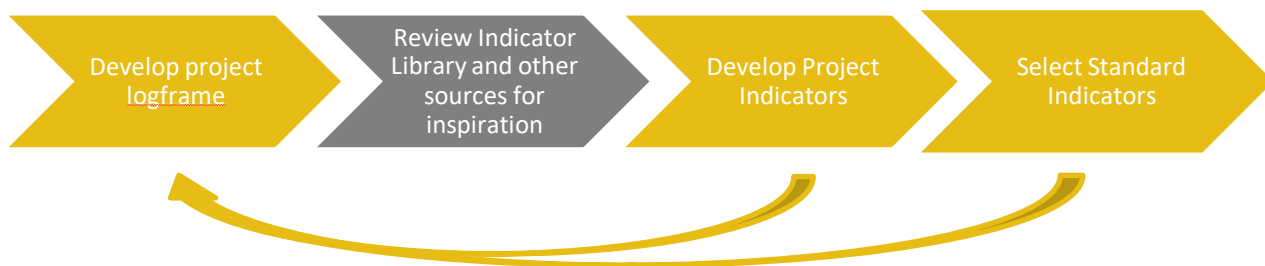 Develop project
logframe
Review Indicator
Library and other
sources for
inspiration
Develop Project
Indicators
Select Standard
Indicators